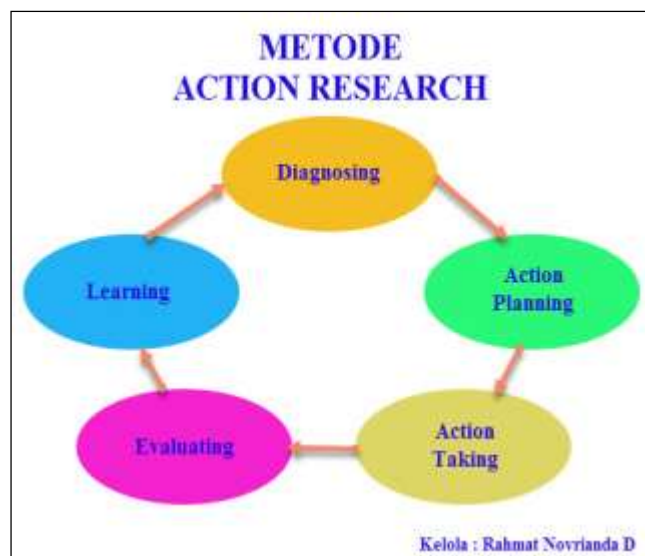 METODE
ACTION RESEARCH
Diagnosing
Action
Planning
Action
Taking
Evaluating
Learning
Kelola : Rahmat Novrianda D